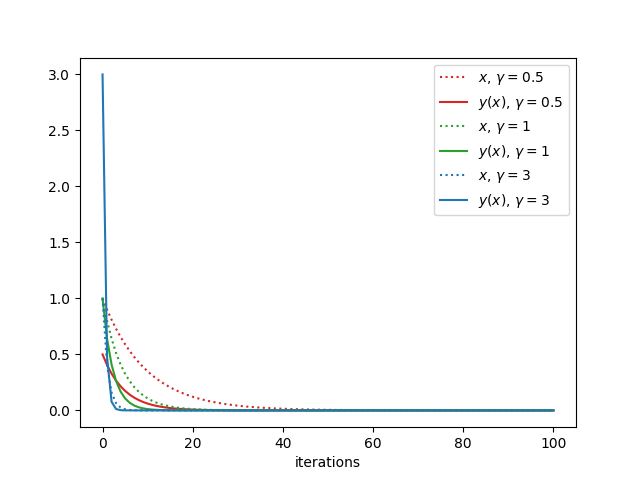 3.0
2.5
2.0
1.5
1.0
0.5
0.0
0 20 40 60 80 100
iterations
x, γ = 0.5
y(x), γ = 0.5
x, γ = 1
y(x), γ = 1
x, γ = 3
y(x), γ = 3